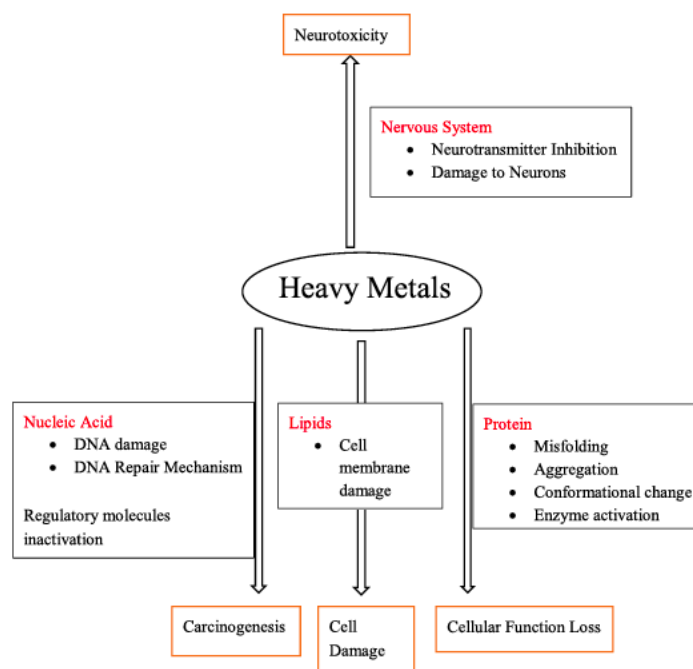 Neurotoxicity
Nervous System
• Neurotransmitter Inhibition
• Damage to Neurons
Heavy Metals
Nucleic Acid
• DNA damage
• DNA Repair Mechanism
Regulatory molecules
inactivation
Lipids
• Cell
membrane
damage
Protein
• Misfolding
• Aggregation
• Conformational change
• Enzyme activation
Carcinogenesis
Cell
Damage
Cellular Function Loss